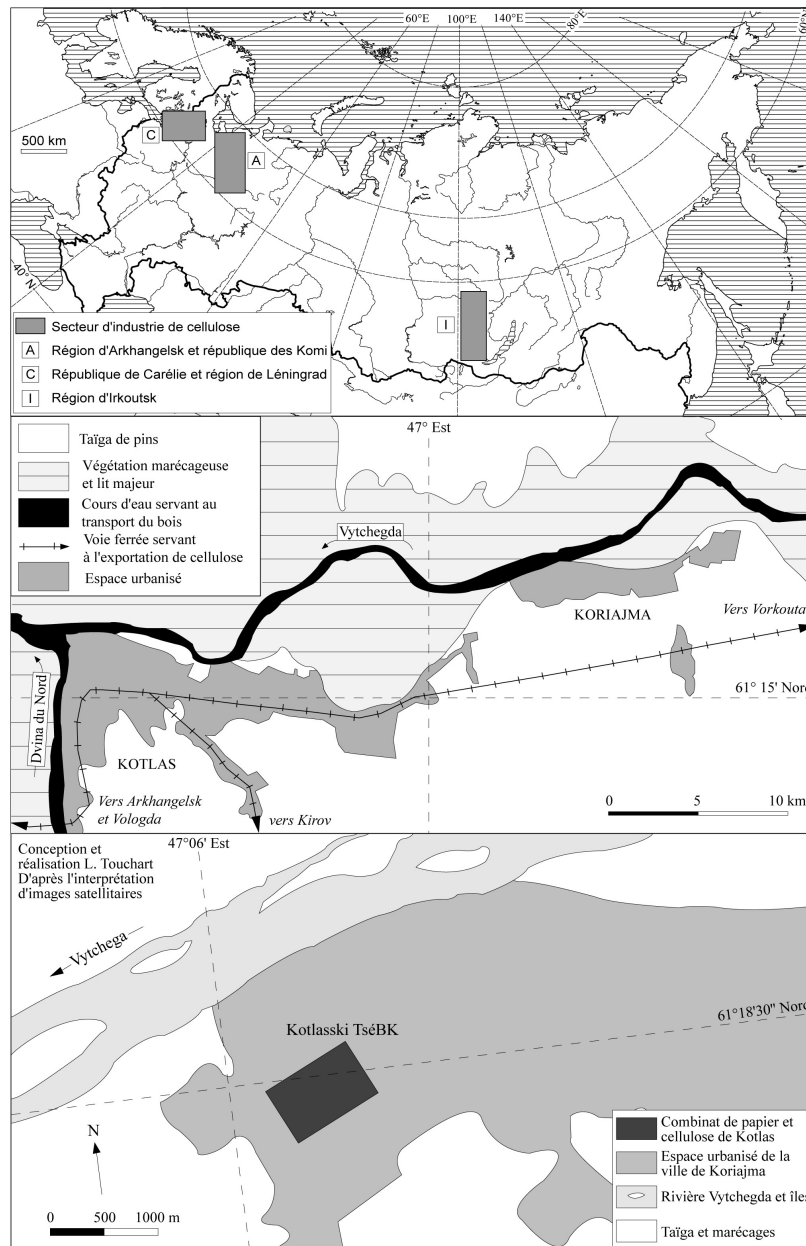 60°E
100°E
140°E
80°E
60°N
C
A
500 km
40° N
I
Secteur d'industrie de cellulose
A Région d'Arkhangelsk et république des Komi
C République de Carélie et région de Léningrad
I Région d'Irkoutsk
47° Est
Taïga de pins
Végétation marécageuse
et lit majeur
Cours d'eau servant au
transport du bois
Voie ferrée servant
à l'exportation de cellulose
Espace urbanisé
Vytchegda
KORIAJMA
Vers Vorkouta
61° 15' Nord
Dvina du Nord
KOTLAS
Vers Arkhangelsk
et Vologda
vers Kirov
0 5 10 km
Conception et
réalisation L. Touchart
D'après l'interprétation
d'images satellitaires
47°06' Est
Vytchega
61°18'30" Nord
Kotlasski TséBK
N
0 500 1000 m
Combinat de papier et
cellulose de Kotlas
Espace urbanisé de la
ville de Koriajma
Rivière Vytchegda et îles
Taïga et marécages